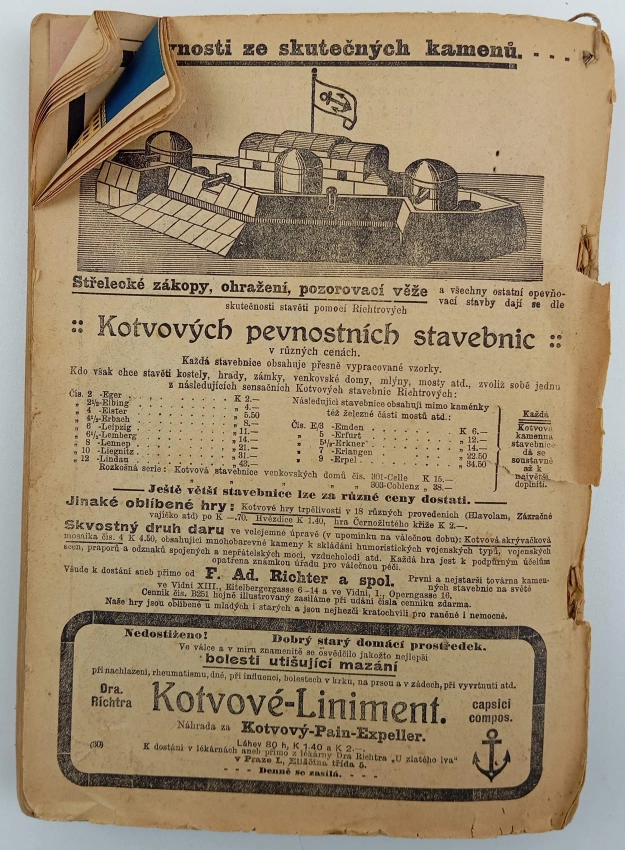 vnosti ze skutečných kamenů. - - -
Střelecké zákopy, ohražení, pozorovací věže
a všechny ostatní opevňo-
vací stavby dají se dle
skutečnosti stavěti pomocí Richtrových
:: Kotvových pevnostních stavebnic ::
v různých cenách.
Každá stavebnice obsahuje přesně vypracované vzorky.
Kdo však chce stavěti kostely, hrady, zámky, venkovské domy, mlýny, mosty atd., zvoliž sobě jednu
z následujících sensačních Kotvových stavebnic Richtrových:
Čís. 2 -Eger K 2.—
„ 2½-Elbing „ 4.—
„ 4 -Elster „ 5.50
„ 4½-Erbach „ 8.—
„ 6 -Leipzig „ 11.—
„ 6½-Lemberg „ 14.—
„ 8 -Lennep „ 21.—
„ 10 -Liegnitz „ 31.—
„ 12 -Lindau „ 43.—
Následující stavebnice obsahují mimo kaménky
též železné části mostů atd.:
Čís. E/3 -Emden K 6.—
„ 5 -Erfurt „ 12.—
„ 5½-Erkner „ 14.—
„ 7 -Erlangen „ 22.50
„ 9 -Erpel „ 34.50
Každá
Kotvová
kamenná
stavebnice
dá se
soustavně
až k
největší
doplniti.
Rozkošná serie: Kotvová stavebnice venkovských domů čís. 301-Celle K 15.—
„ „ „ „ 303-Coblenz „ 38.—
Ještě větší stavebnice lze za různé ceny dostati.
Jinaké oblíbené hry: Kotvové hry trpělivosti v 18 různých provedeních (Hlavolam, Zázračné
vajíčko atd) po K —.70, Hvězdice K 1.40, hra Černožlutého kříže K 2.—.
Skvostný druh daru ve velejemne úpravě (v upomínku na válečnou dobu): Kotvová skrývačková
mosaika čís. 4 K 4.50, obsahující mnohobarevné kameny k skládání humoristických vojenských typů, vojenských
scen, praporů a odznaků spojených a nepřátelských mocí, vzducholodi atd. Každá hra jest k podpůrným účelům
opatřena známkou úřadu pro válečnou péči.
Všude k dostání aneb přímo od F. Ad. Richter a spol. První a nejstarší továrna kamen-
ných stavebnic na světě
ve Vídni XIII., Eitelbergergasse 6–14 a ve Vídni, 1., Operngasse 16.
Cenník čís. B251 hojně illustrovaný zasíláme při udání čísla cenníku zdarma.
Naše hry jsou oblíbené u mladých i starých a jsou nejhezčí kratochvílí pro raněné i nemocné.
Nedostiženo! Dobrý starý domácí prostředek.
Ve válce a v míru znamenitě se osvědčilo jakožto nejlepší
bolesti utišující mazání
při nachlazení, rheumatismu, dně, při influenci, bolestech v krku, na prsou a v zádech, při vyvrtnutí atd.
Dra.
Richtra
Kotvové-Liniment.
capsici
compos.
Náhrada za Kotvový-Pain-Expeller.
Láhev 80 h, K 1.40 a K 2.—.
(30) K dostání v lékárnách aneb přímo z lékárny Dra Richtra „U zlatého lva“
v Praze I., Eliščina třída 5.
- - - Denně se zasílá. - - -